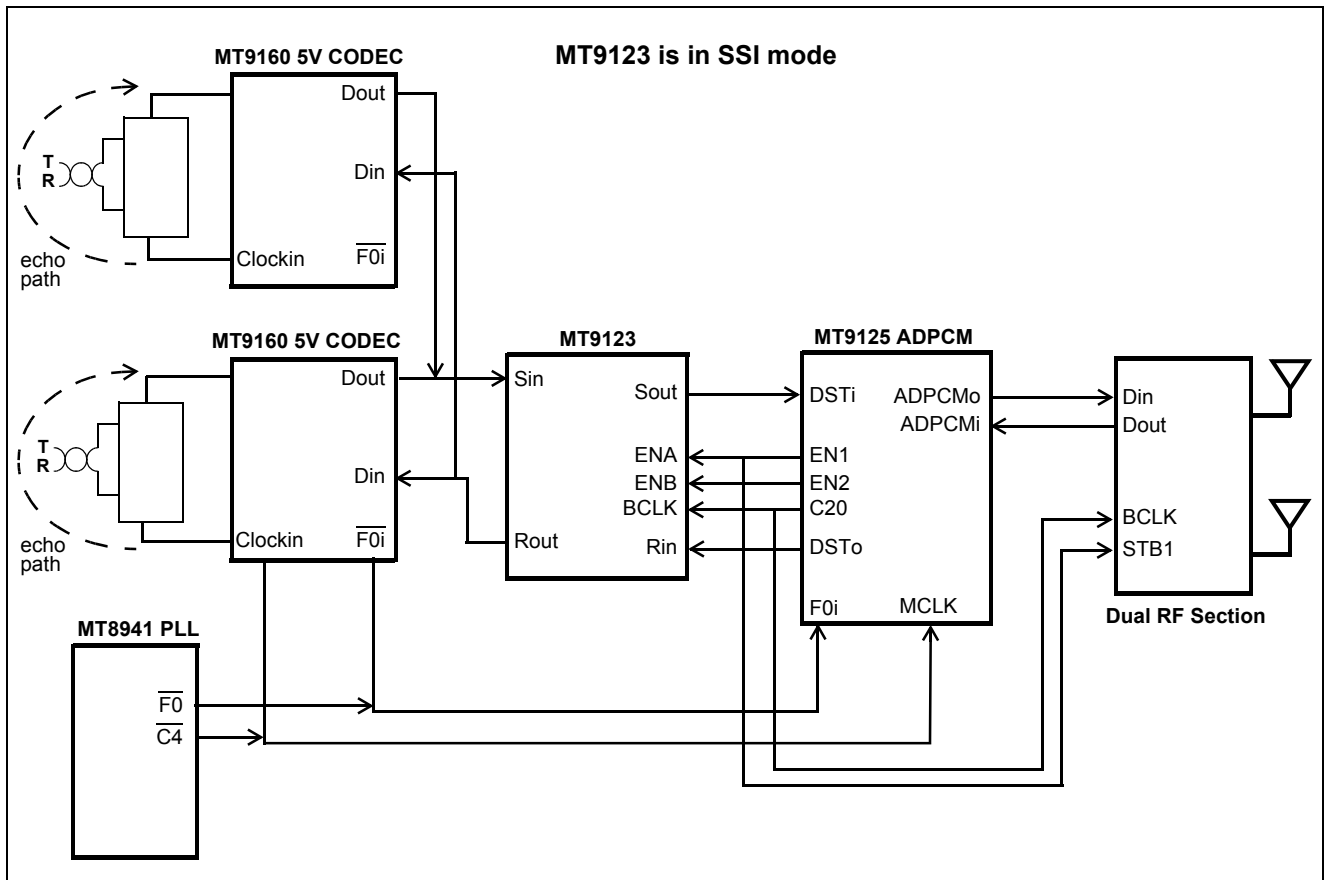 MT9160 5V CODEC
MT9123 is in SSI mode
Dout
Din
Clockin
F0i
T
R
echo
path
MT9160 5V CODEC
Dout
Din
Clockin
F0i
T
R
echo
path
MT9123
Sin
Sout
ENA
ENB
BCLK
Rin
Rout
MT9125 ADPCM
DSTi
ADPCMo
ADPCMi
EN1
EN2
C20
DSTo
F0i
MCLK
Din
Dout
BCLK
STB1
Dual RF Section
MT8941 PLL
F0
C4